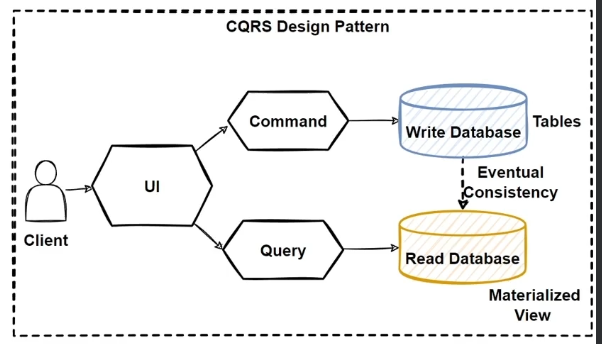 CQRS Design Pattern
Command
Write Database
Tables
UI
Eventual
Consistency
Client
Query
Read Database
Materialized
View